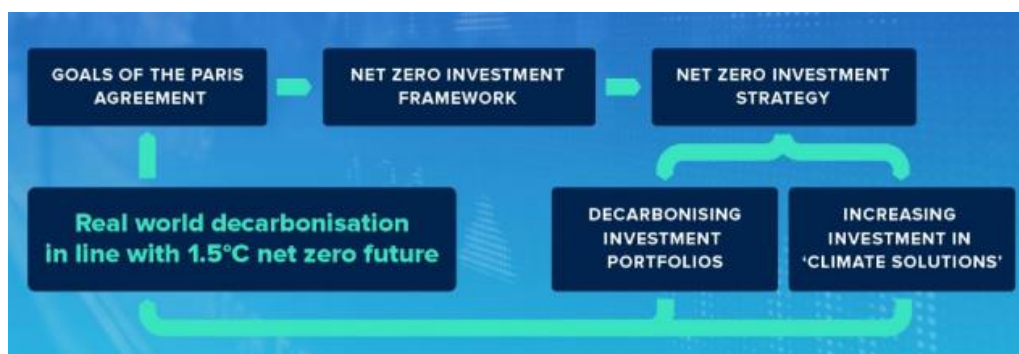 GOALS OF THE PARIS
AGREEMENT
NET ZERO INVESTMENT
FRAMEWORK
NET ZERO INVESTMENT
STRATEGY
Real world decarbonisation
in line with 1.5°C net zero future
DECARBONISING
INVESTMENT
PORTFOLIOS
INCREASING
INVESTMENT IN
‘CLIMATE SOLUTIONS’